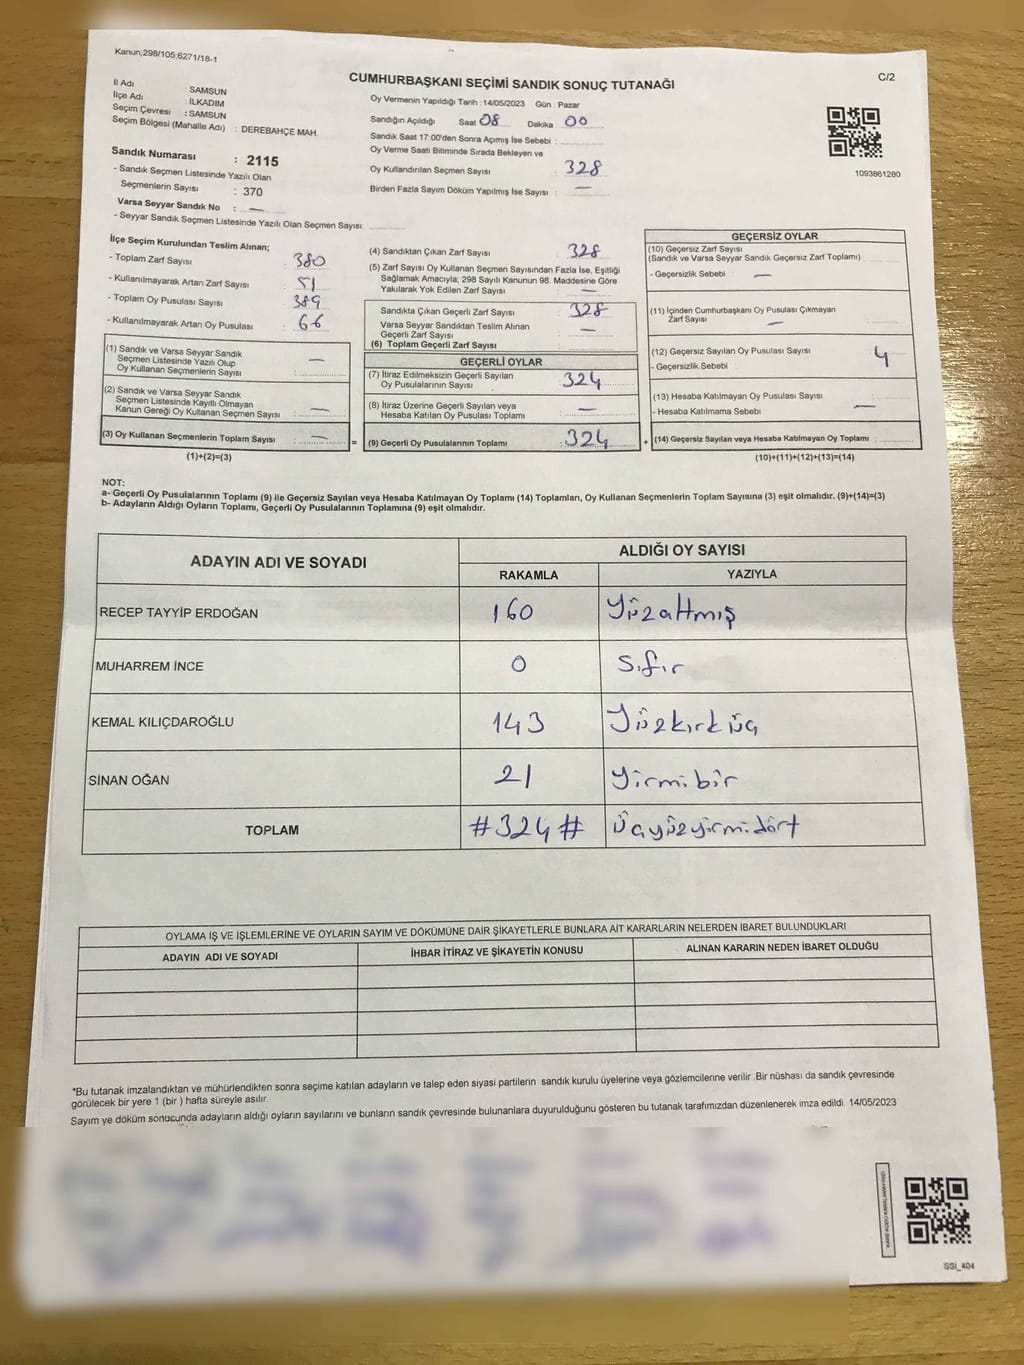 Kanun;298/105;6271/18-1
CUMHURBAŞKANI SEÇİMİ SANDIK SONUÇ TUTANAĞI
C/2
İl Adı : SAMSUN
İlçe Adı : İLKADIM
Seçim Çevresi : SAMSUN
Seçim Bölgesi (Mahalle Adı) : DEREBAHÇE MAH.
Sandık Numarası : 2115
- Sandık Seçmen Listesinde Yazılı Olan
Seçmenlerin Sayısı : 370
Varsa Seyyar Sandık No : —
- Seyyar Sandık Seçmen Listesinde Yazılı Olan Seçmen Sayısı:
Oy Vermenin Yapıldığı Tarih : 14/05/2023 Gün : Pazar
Sandığın Açıldığı Saat 08 Dakika 00
Sandık Saat 17:00'den Sonra Açımış İse Sebebi :
Oy Verme Saati Bitiminde Sırada Bekleyen ve
Oy Kullandırılan Seçmen Sayısı : 328
Birden Fazla Sayım Döküm Yapılmış İse Sayısı : —
1093861280
İlçe Seçim Kurulundan Teslim Alınan;
- Toplam Zarf Sayısı : 380
- Kullanılmayarak Artan Zarf Sayısı : 51
- Toplam Oy Pusulası Sayısı : 389
- Kullanılmayarak Artan Oy Pusulası : 66
(1) Sandık ve Varsa Seyyar Sandık
Seçmen Listesinde Yazılı Olup
Oy Kullanan Seçmenlerin Sayısı : —
(2) Sandık ve Varsa Seyyar Sandık
Seçmen Listesinde Kayıtlı Olmayan
Kanun Gereği Oy Kullanan Seçmen Sayısı : —
(3) Oy Kullanan Seçmenlerin Toplam Sayısı : —
(1)+(2)=(3)
=
(4) Sandıktan Çıkan Zarf Sayısı : 328
(5) Zarf Sayısı Oy Kullanan Seçmen Sayısından Fazla İse, Eşitliği
Sağlamak Amacıyla; 298 Sayılı Kanunun 98. Maddesine Göre
Yakılarak Yok Edilen Zarf Sayısı : —
Sandıkta Çıkan Geçerli Zarf Sayısı : 328
Varsa Seyyar Sandıktan Teslim Alınan
Geçerli Zarf Sayısı : —
(6) Toplam Geçerli Zarf Sayısı :
GEÇERLİ OYLAR
(7) İtiraz Edilmeksizin Geçerli Sayılan
Oy Pusulalarının Sayısı : 324
(8) İtiraz Üzerine Geçerli Sayılan veya
Hesaba Katılan Oy Pusulası Toplamı : —
(9) Geçerli Oy Pusulalarının Toplamı : 324
+
GEÇERSİZ OYLAR
(10) Geçersiz Zarf Sayısı
(Sandık ve Varsa Seyyar Sandık Geçersiz Zarf Toplamı) :
- Geçersizlik Sebebi : —
(11) İçinden Cumhurbaşkanı Oy Pusulası Çıkmayan
Zarf Sayısı : —
(12) Geçersiz Sayılan Oy Pusulası Sayısı : 4
- Geçersizlik Sebebi :
(13) Hesaba Katılmayan Oy Pusulası Sayısı :
- Hesaba Katılmama Sebebi : —
(14) Geçersiz Sayılan veya Hesaba Katılmayan Oy Toplamı :
(10)+(11)+(12)+(13)=(14)
NOT:
a- Geçerli Oy Pusulalarının Toplamı (9) ile Geçersiz Sayılan veya Hesaba Katılmayan Oy Toplamı (14) Toplamları, Oy Kullanan Seçmenlerin Toplam Sayısına (3) eşit olmalıdır. (9)+(14)=(3)
b- Adayların Aldığı Oyların Toplamı, Geçerli Oy Pusulalarının Toplamına (9) eşit olmalıdır.
ADAYIN ADI VE SOYADI
ALDIĞI OY SAYISI
RAKAMLA YAZIYLA
RECEP TAYYİP ERDOĞAN 160 Yüzaltmış
MUHARREM İNCE 0 Sıfır
KEMAL KILIÇDAROĞLU 143 Yüzkırküç
SİNAN OĞAN 21 Yirmibir
TOPLAM #324# Üçyüzyirmidört
OYLAMA İŞ VE İŞLEMLERİNE VE OYLARIN SAYIM VE DÖKÜMÜNE DAİR ŞİKAYETLERLE BUNLARA AİT KARARLARIN NELERDEN İBARET BULUNDUKLARI
ADAYIN ADI VE SOYADI İHBAR İTİRAZ VE ŞİKAYETİN KONUSU ALINAN KARARIN NEDEN İBARET OLDUĞU
*Bu tutanak imzalandıktan ve mühürlendikten sonra seçime katılan adayların ve talep eden siyasi partilerin sandık kurulu üyelerine veya gözlemcilerine verilir .Bir nüshası da sandık çevresinde
görülecek bir yere 1 (bir ) hafta süreyle asılır.
Sayım ve döküm sonucunda adayların aldığı oyların sayılarını ve bunların sandık çevresinde bulunanlara duyurulduğunu gösteren bu tutanak tarafımızdan düzenlenerek imza edildi. 14/05/2023
KARE KODU KARALAMAYINIZ!
SSİ_404